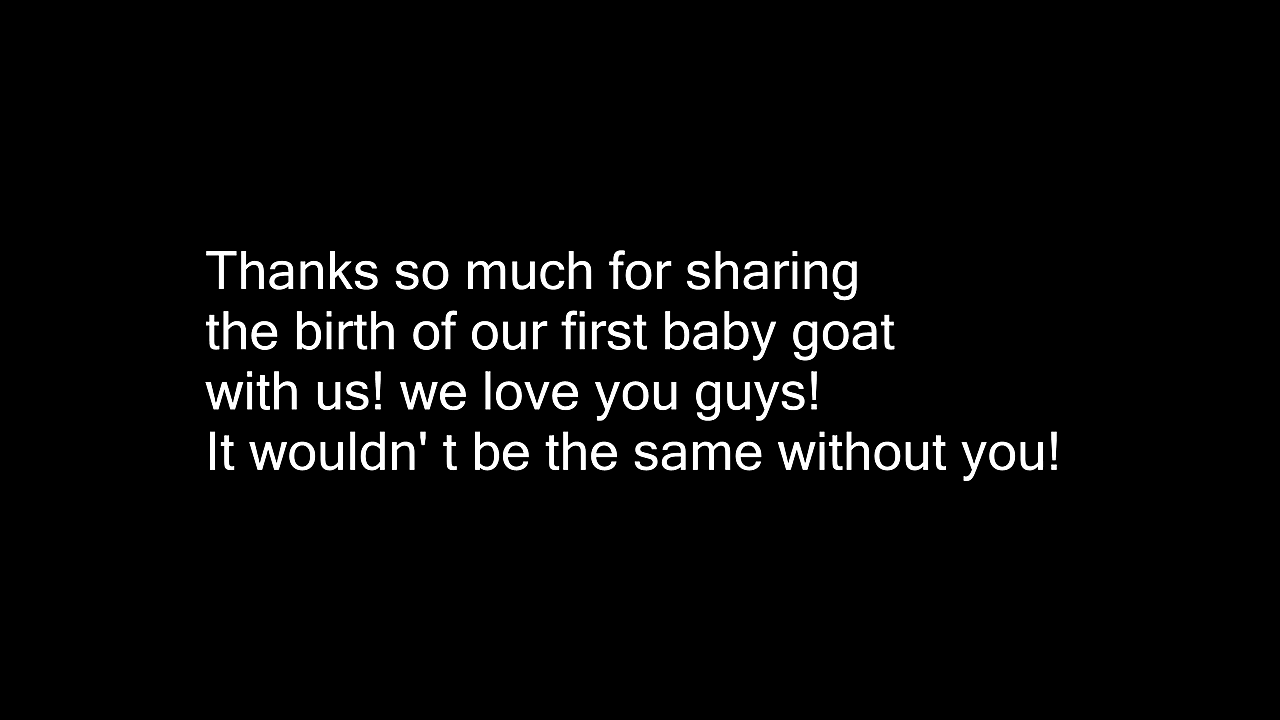 Thanks so much for sharing
the birth of our first baby goat
with us! we love you guys!
It wouldn' t be the same without you!